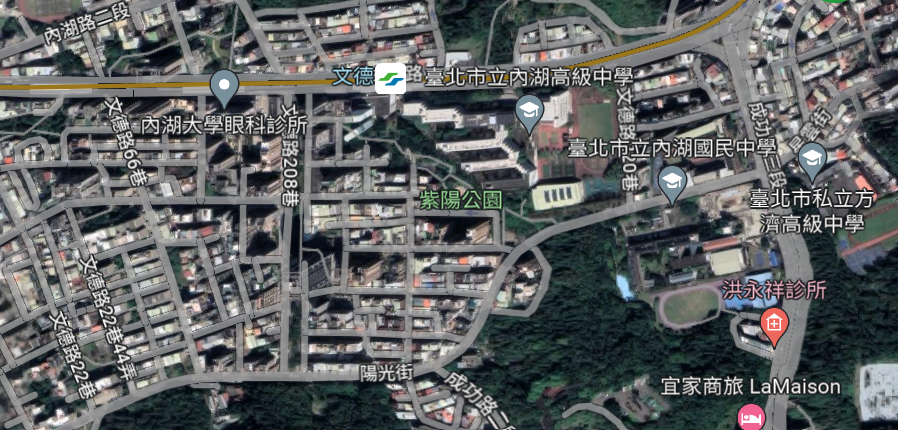 內湖路二段
文德
路
臺北市立內湖高級中學
內湖大學眼科診所
文德路66巷
文德路208巷
文德路20巷
成功路三段
臺北市立內湖國民中學
臺北市私立方
濟高級中學
紫陽公園
文德路22巷44弄
文德路22巷
洪永祥診所
陽光街
成功路二段
宜家商旅 LaMaison